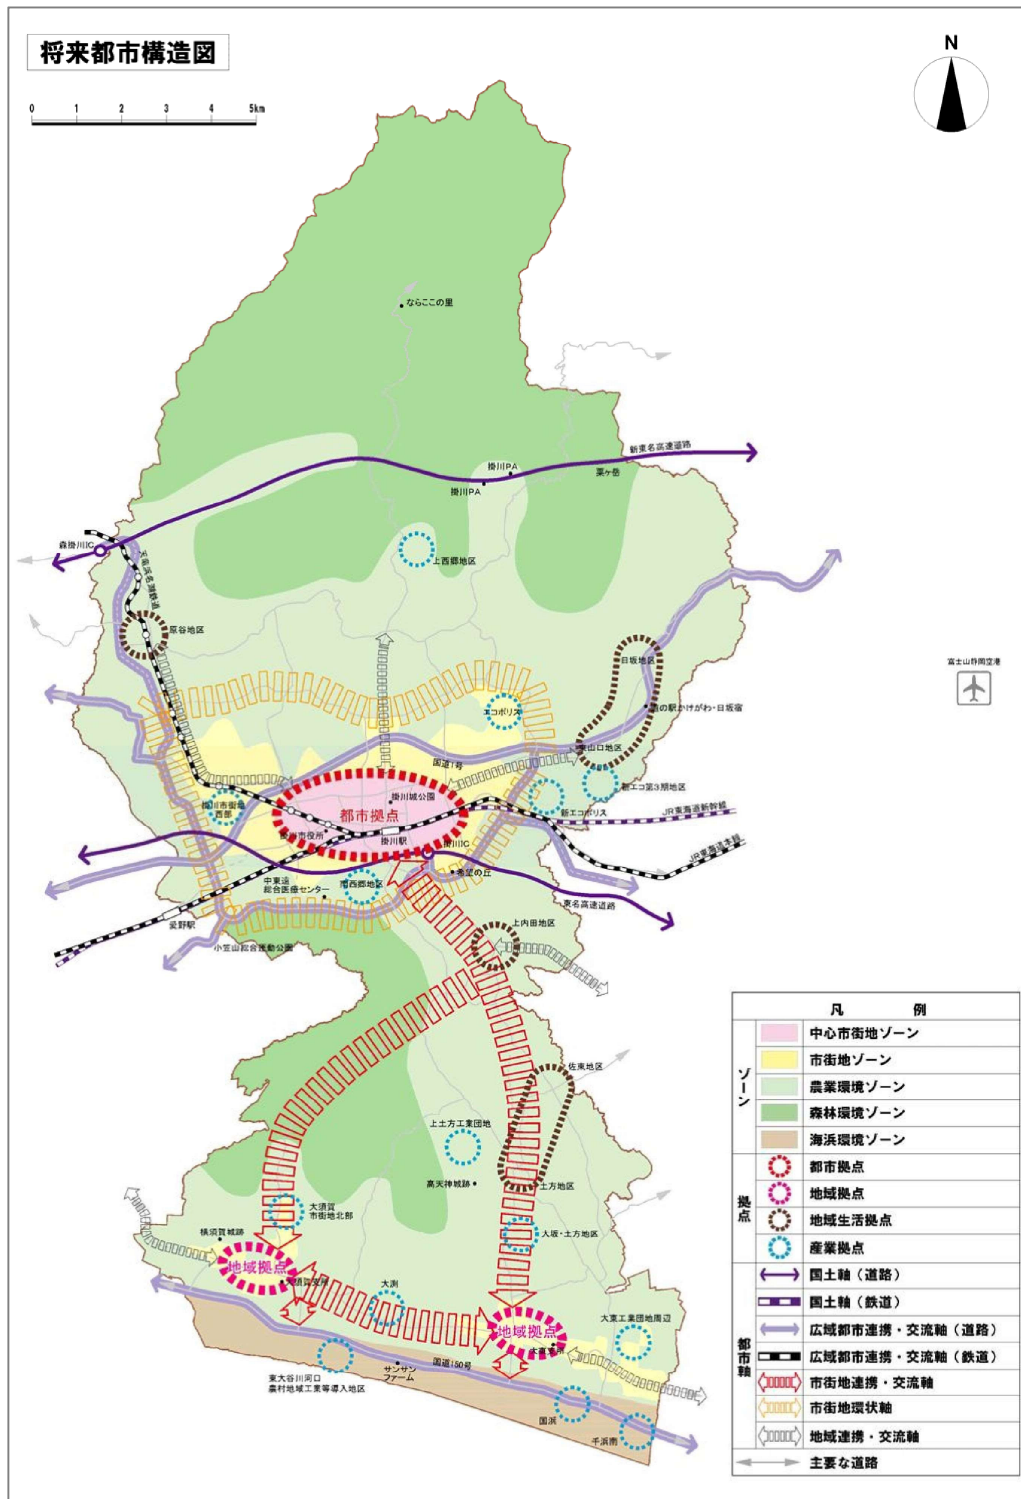 将来都市構造図
N
0 1 2 3 4 5km
ならここの里
新東名高速道路
掛川PA
粟ヶ岳
掛川PA
森掛川IC
上西郷地区
天竜浜名湖鉄道
原谷地区
日坂地区
富士山静岡空港
エコポリス
道の駅かけがわ・日坂宿
東山口地区
国道1号
新エコ第3期地区
掛川市街地
西部
掛川城公園
都市拠点
新エコポリス
JR東海道新幹線
掛川市役所
掛川駅
掛川IC
JR東海道本線
希望の丘
中東遠
総合医療センター
南西郷地区
東名高速道路
愛野駅
上内田地区
小笠山総合運動公園
佐束地区
上土方工業団地
高天神城跡
土方地区
大須賀
市街地北部
横須賀城跡
大坂・土方地区
地域拠点
大須賀支所
大渕
大東工業団地周辺
地域拠点
大東支所
国道150号
サンサン
ファーム
東大谷川河口
農村地域工業等導入地区
国浜
千浜南
凡 例
ゾーン
中心市街地ゾーン
市街地ゾーン
農業環境ゾーン
森林環境ゾーン
海浜環境ゾーン
拠点
都市拠点
地域拠点
地域生活拠点
産業拠点
都市軸
国土軸（道路）
国土軸（鉄道）
広域都市連携・交流軸（道路）
広域都市連携・交流軸（鉄道）
市街地連携・交流軸
市街地環状軸
地域連携・交流軸
主要な道路